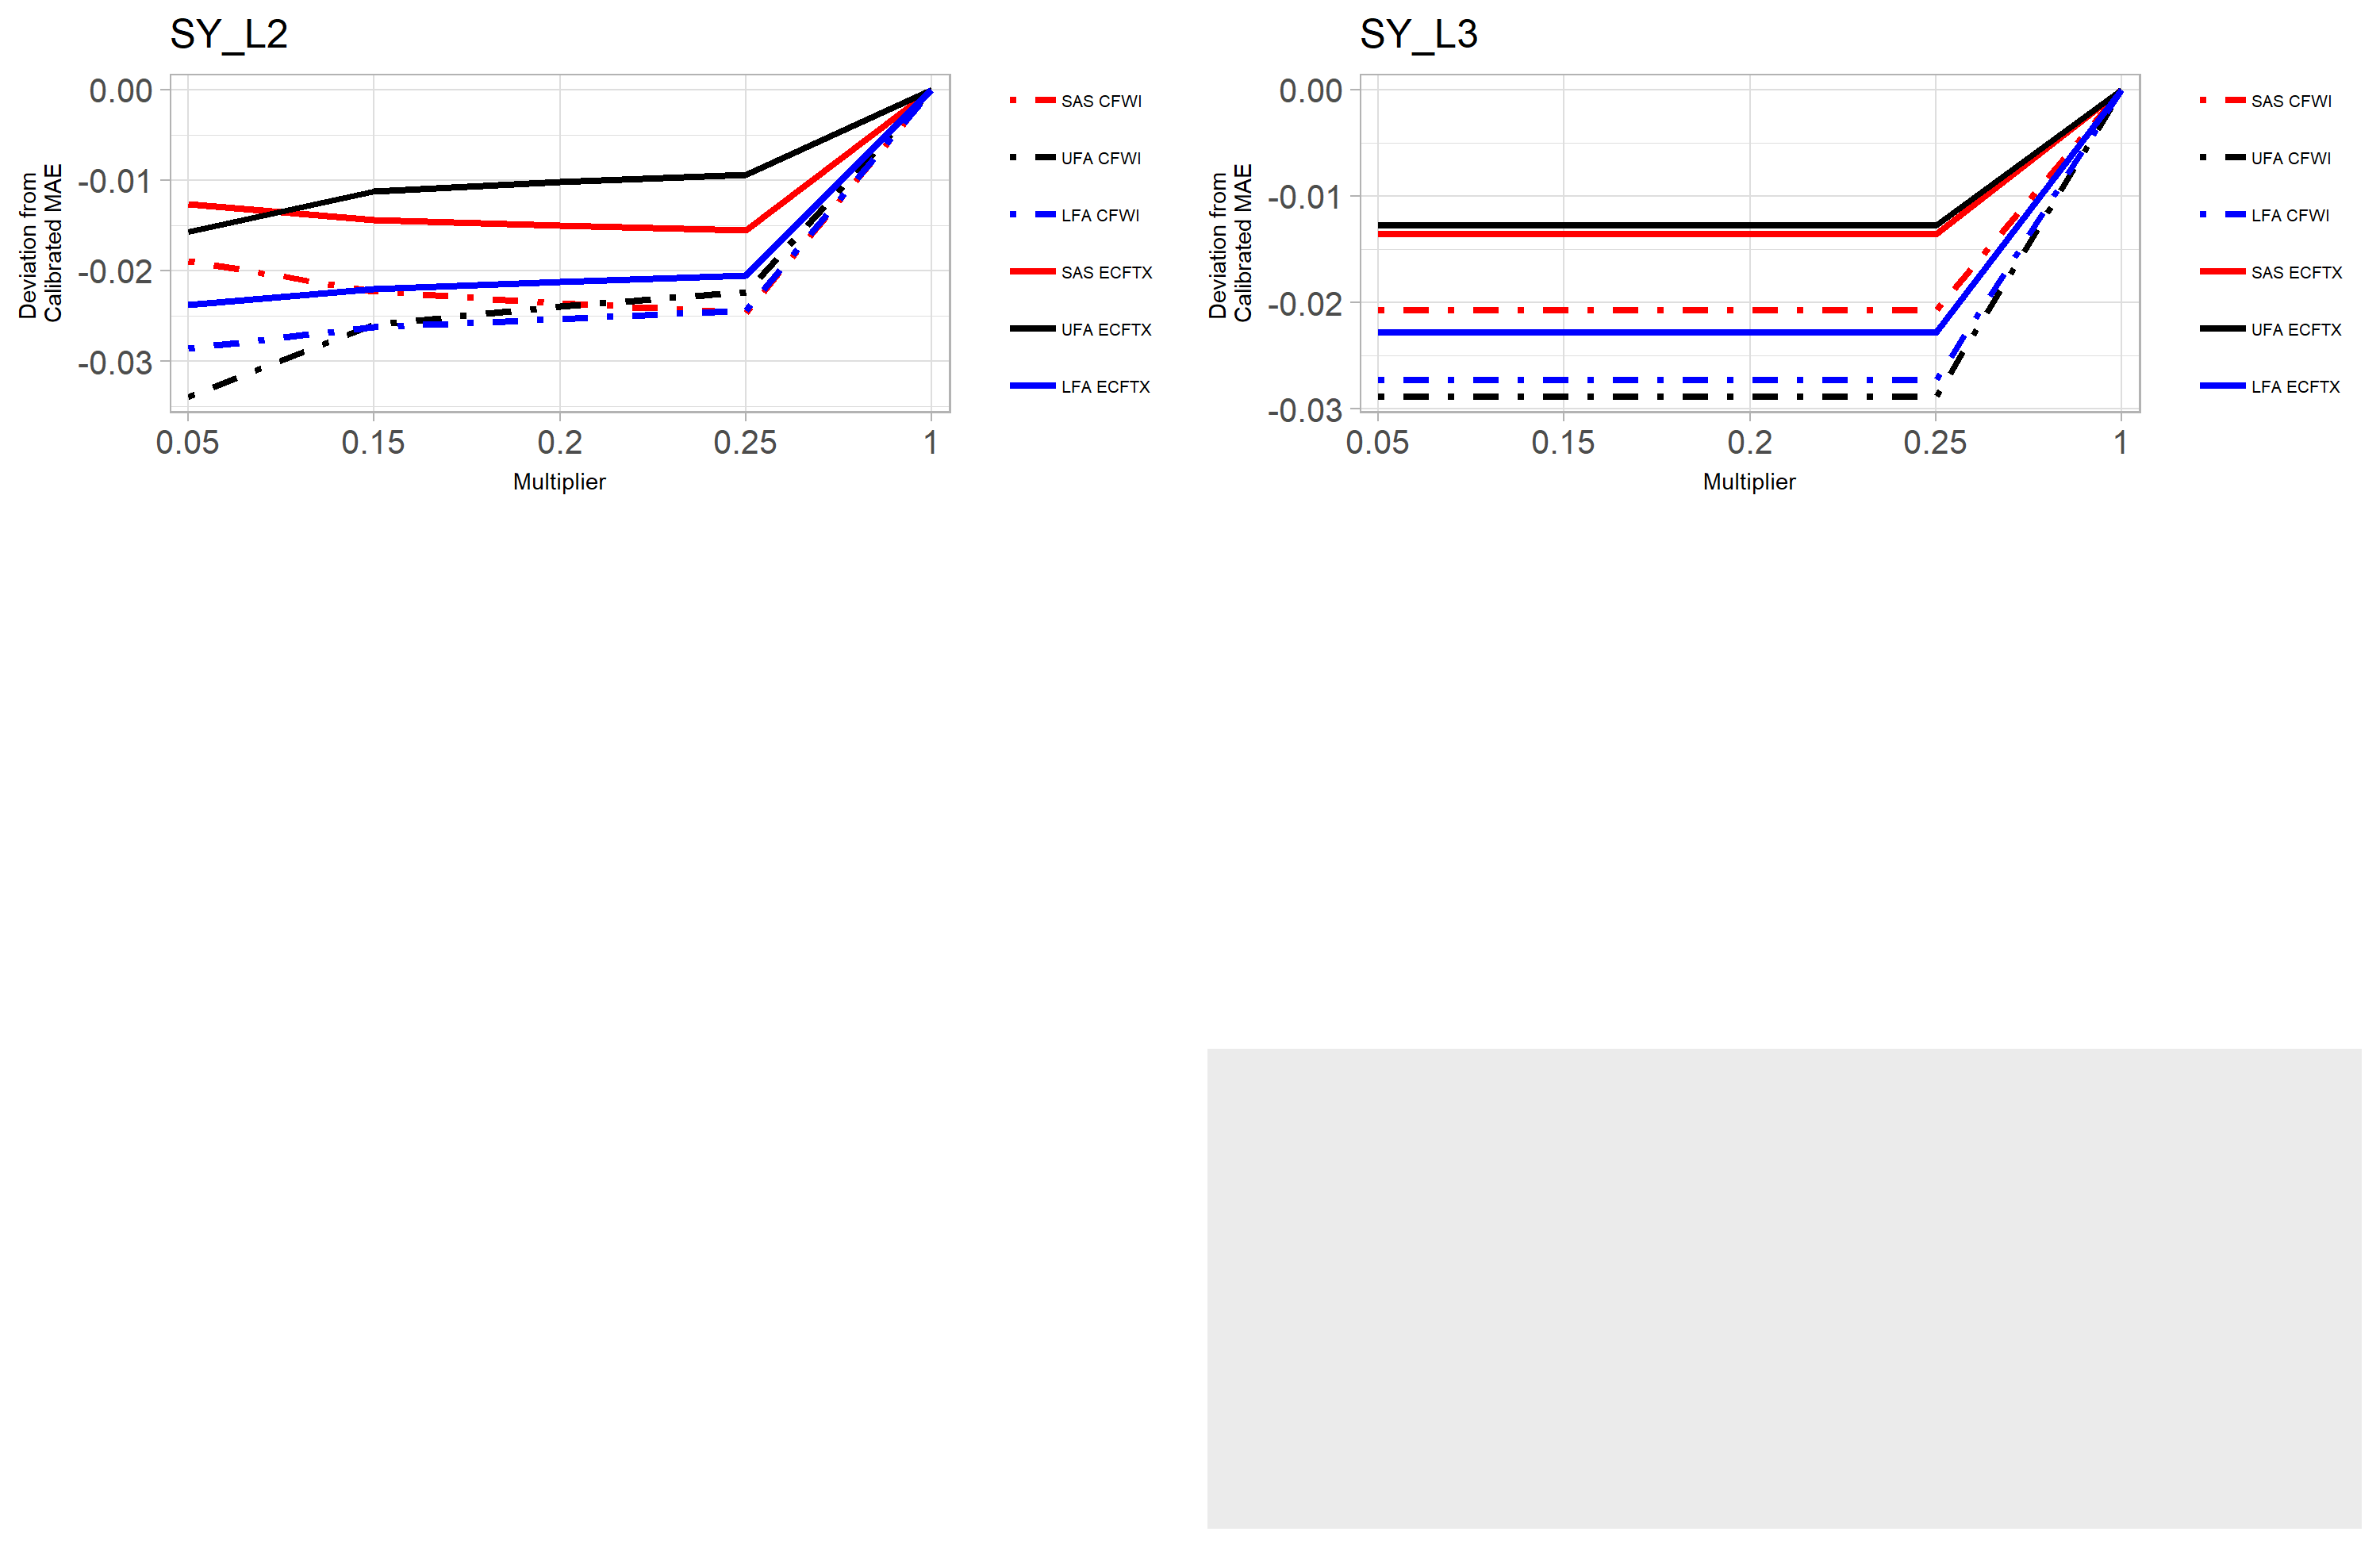 SY_L2
0.00
-0.01
-0.02
-0.03
Deviation from
Calibrated MAE
0.05 0.15 0.2 0.25 1
Multiplier
SAS CFWI
UFA CFWI
LFA CFWI
SAS ECFTX
UFA ECFTX
LFA ECFTX
SY_L3
0.00
-0.01
-0.02
-0.03
Deviation from
Calibrated MAE
0.05 0.15 0.2 0.25 1
Multiplier
SAS CFWI
UFA CFWI
LFA CFWI
SAS ECFTX
UFA ECFTX
LFA ECFTX